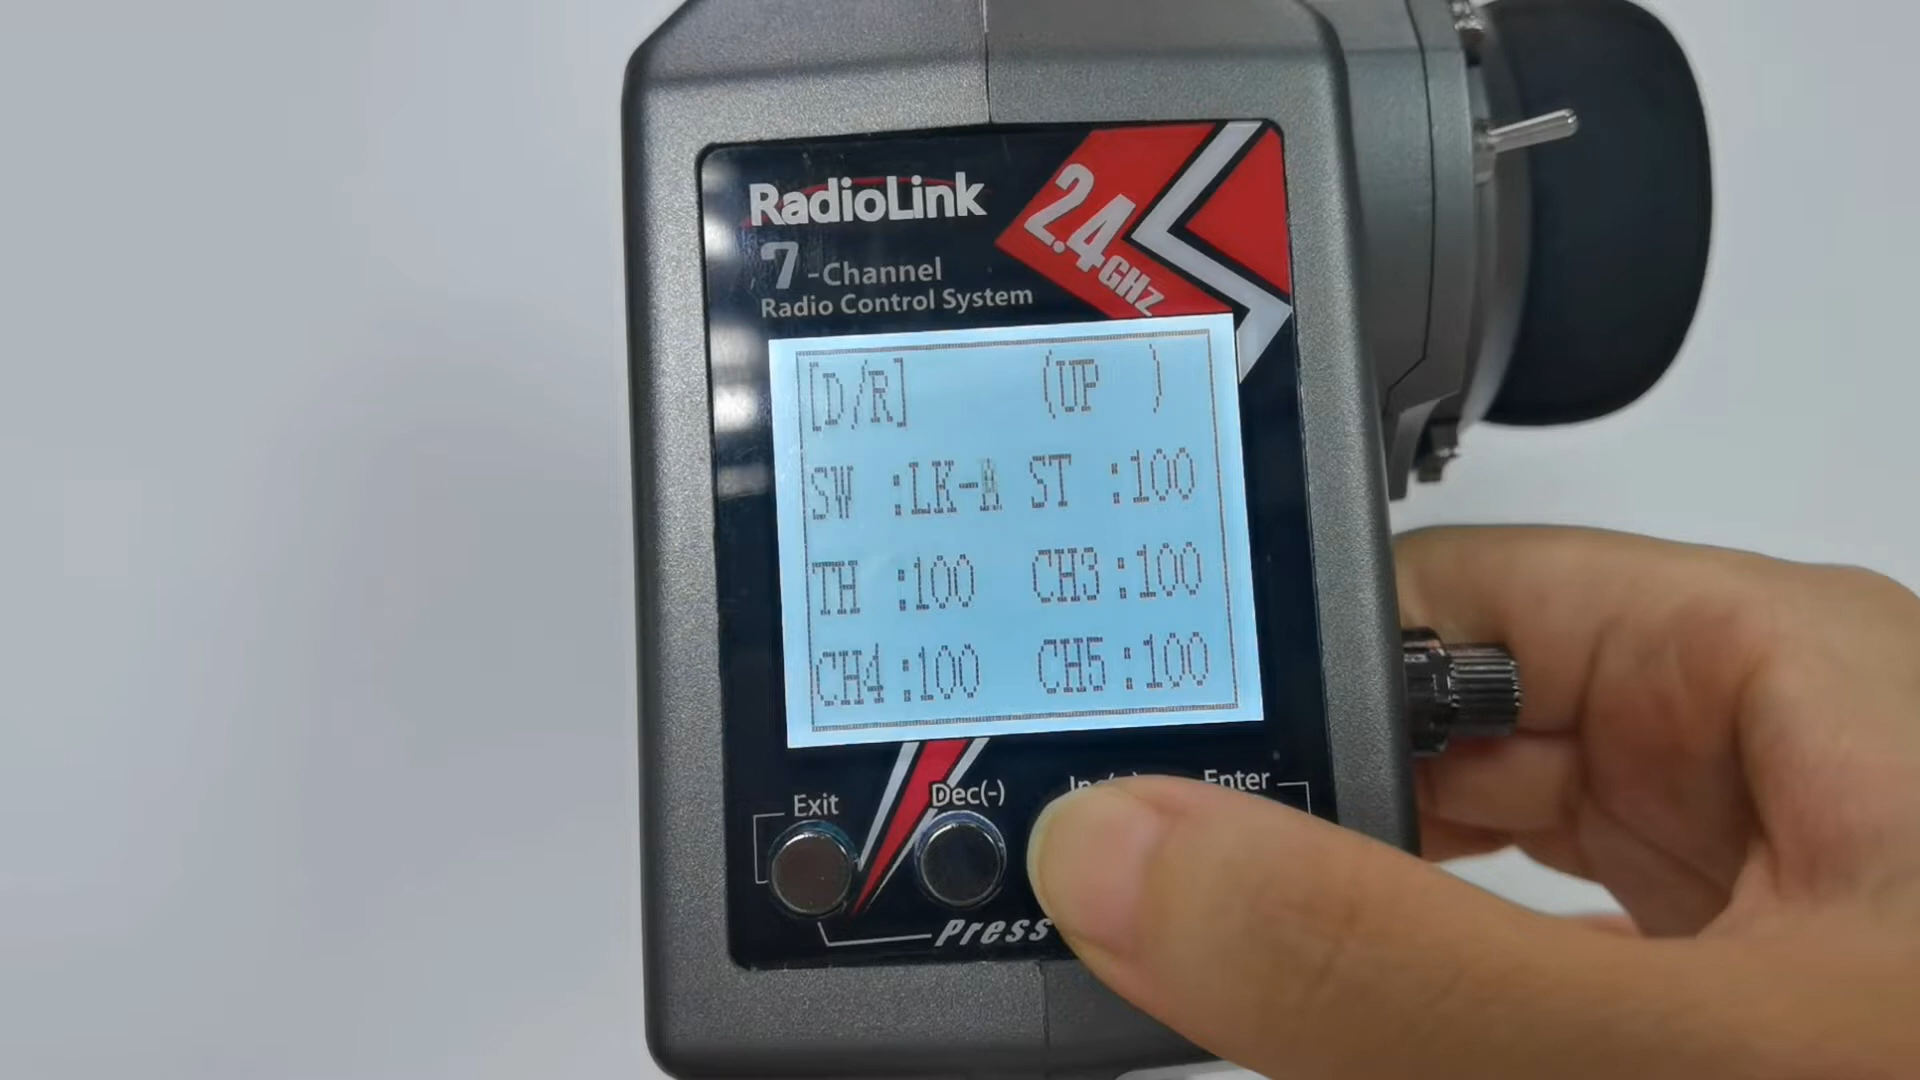 RadioLink
7-Channel
Radio Control System
2.4GHz
[D/R] (UP )
SW :LK- ST :100
TH :100 CH3:100
CH4:100 CH5:100
Exit Dec(-) Enter
Press